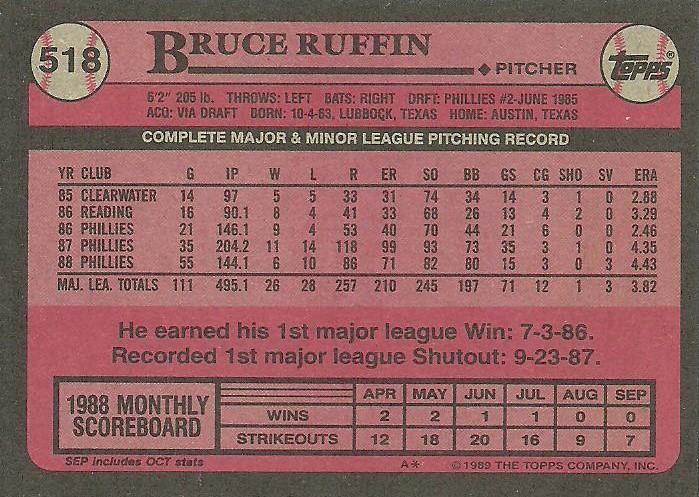 518 BRUCE RUFFIN Topps®
PITCHER
6'2" 205 lb. THROWS: LEFT BATS: RIGHT DRFT: PHILLIES #2-JUNE 1985
ACQ: VIA DRAFT BORN: 10-4-63, LUBBOCK, TEXAS HOME: AUSTIN, TEXAS
COMPLETE MAJOR & MINOR LEAGUE PITCHING RECORD
YR CLUB G IP W L R ER SO BB GS CG SHO SV ERA
85 CLEARWATER 14 97 5 5 33 31 74 34 14 3 1 0 2.88
86 READING 16 90.1 8 4 41 33 68 26 13 4 2 0 3.29
86 PHILLIES 21 146.1 9 4 53 40 70 44 21 6 0 0 2.46
87 PHILLIES 35 204.2 11 14 118 99 93 73 35 3 1 0 4.35
88 PHILLIES 55 144.1 6 10 86 71 82 80 15 3 0 3 4.43
MAJ. LEA. TOTALS 111 495.1 26 28 257 210 245 197 71 12 1 3 3.82
He earned his 1st major league Win: 7-3-86.
Recorded 1st major league Shutout: 9-23-87.
1988 MONTHLY
SCOREBOARD
APR MAY JUN JUL AUG SEP
WINS 2 2 1 1 0 0
STRIKEOUTS 12 18 20 16 9 7
SEP includes OCT stats A* ©1989 THE TOPPS COMPANY, INC.